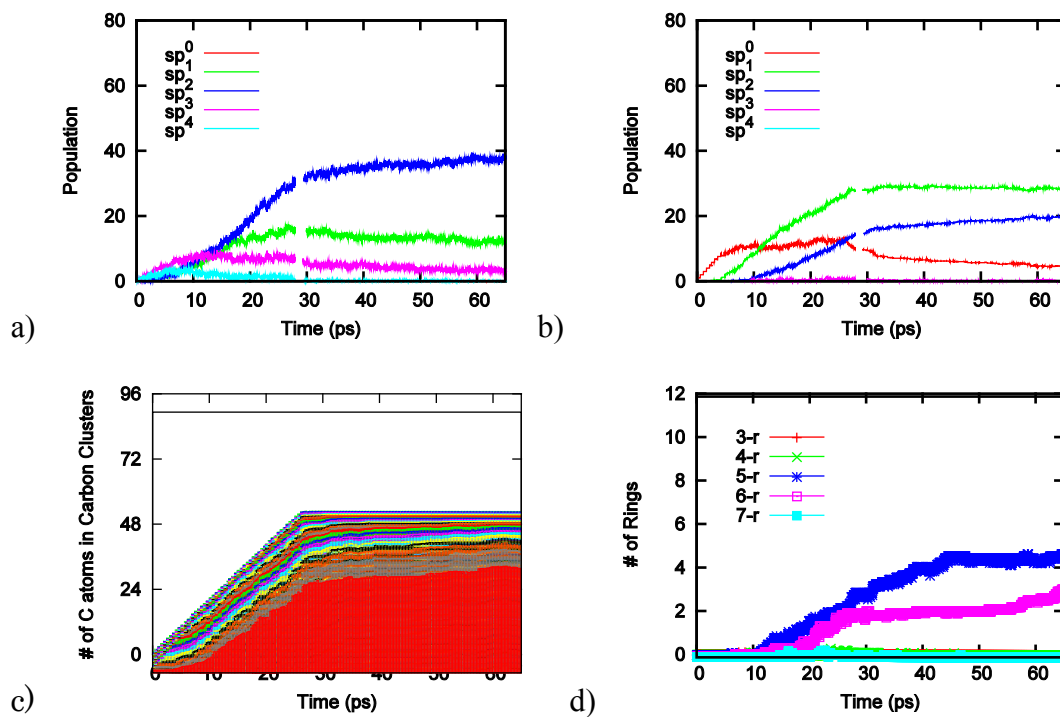 80
60
40
20
0
Population
sp0
sp1
sp2
sp3
sp4
0 10 20 30 40 50 60
Time (ps)
a)
80
60
40
20
0
Population
sp0
sp1
sp2
sp3
sp4
0 10 20 30 40 50 60
Time (ps)
b)
96
72
48
24
0
# of C atoms in Carbon Clusters
0 10 20 30 40 50 60
Time (ps)
c)
12
10
8
6
4
2
0
# of Rings
3-r
4-r
5-r
6-r
7-r
0 10 20 30 40 50 60
Time (ps)
d)